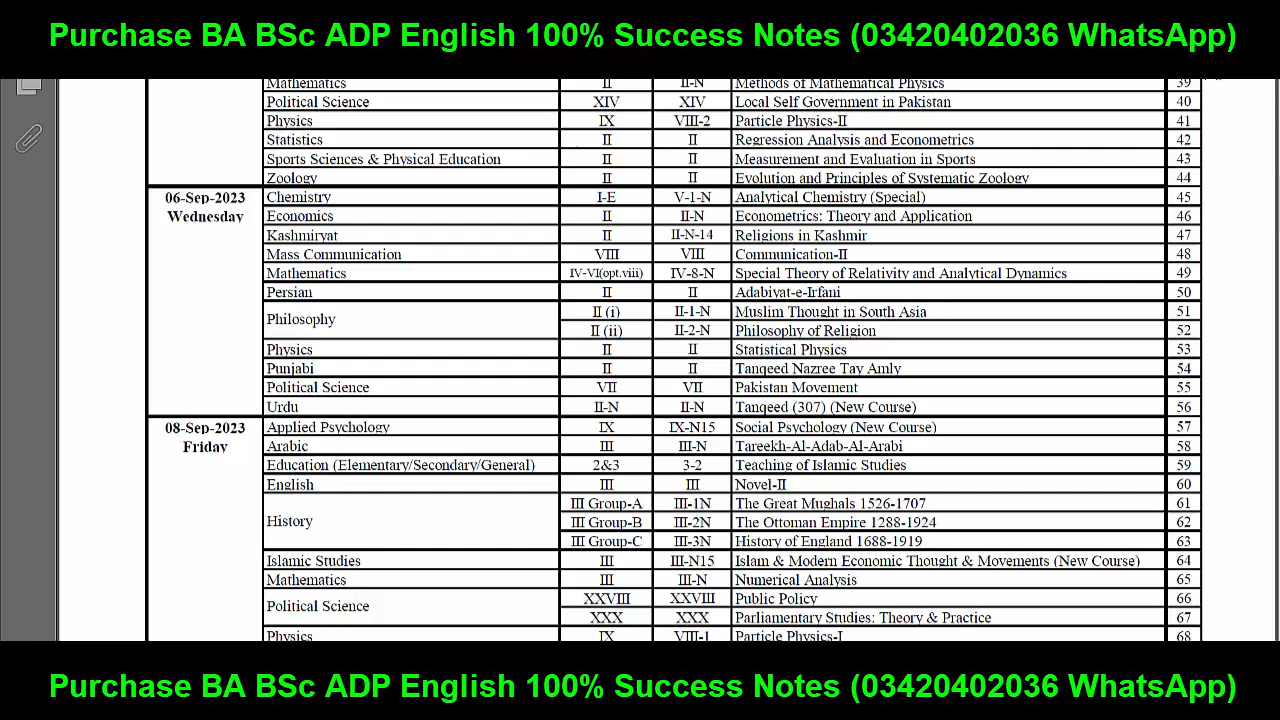 Purchase BA BSc ADP English 100% Success Notes (03420402036 WhatsApp)
Mathematics II II-N Methods of Mathematical Physics 39
Political Science XIV XIV Local Self Government in Pakistan 40
Physics IX VIII-2 Particle Physics-II 41
Statistics II II Regression Analysis and Econometrics 42
Sports Sciences & Physical Education II II Measurement and Evaluation in Sports 43
Zoology II II Evolution and Principles of Systematic Zoology 44
06-Sep-2023 Chemistry I-E V-1-N Analytical Chemistry (Special) 45
Wednesday Economics II II-N Econometrics: Theory and Application 46
Kashmiryat II II-N-14 Religions in Kashmir 47
Mass Communication VIII VIII Communication-II 48
Mathematics IV-VI(opt.viii) IV-8-N Special Theory of Relativity and Analytical Dynamics 49
Persian II II Adabiyat-e-Irfani 50
Philosophy II (i) II-1-N Muslim Thought in South Asia 51
II (ii) II-2-N Philosophy of Religion 52
Physics II II Statistical Physics 53
Punjabi II II Tanqeed Nazree Tay Amly 54
Political Science VII VII Pakistan Movement 55
Urdu II-N II-N Tanqeed (307) (New Course) 56
08-Sep-2023 Applied Psychology IX IX-N15 Social Psychology (New Course) 57
Friday Arabic III III-N Tareekh-Al-Adab-Al-Arabi 58
Education (Elementary/Secondary/General) 2&3 3-2 Teaching of Islamic Studies 59
English III III Novel-II 60
History III Group-A III-1N The Great Mughals 1526-1707 61
III Group-B III-2N The Ottoman Empire 1288-1924 62
III Group-C III-3N History of England 1688-1919 63
Islamic Studies III III-N15 Islam & Modern Economic Thought & Movements (New Course) 64
Mathematics III III-N Numerical Analysis 65
Political Science XXVIII XXVIII Public Policy 66
XXX XXX Parliamentary Studies: Theory & Practice 67
Physics IX VIII-1 Particle Physics-I 68
Purchase BA BSc ADP English 100% Success Notes (03420402036 WhatsApp)